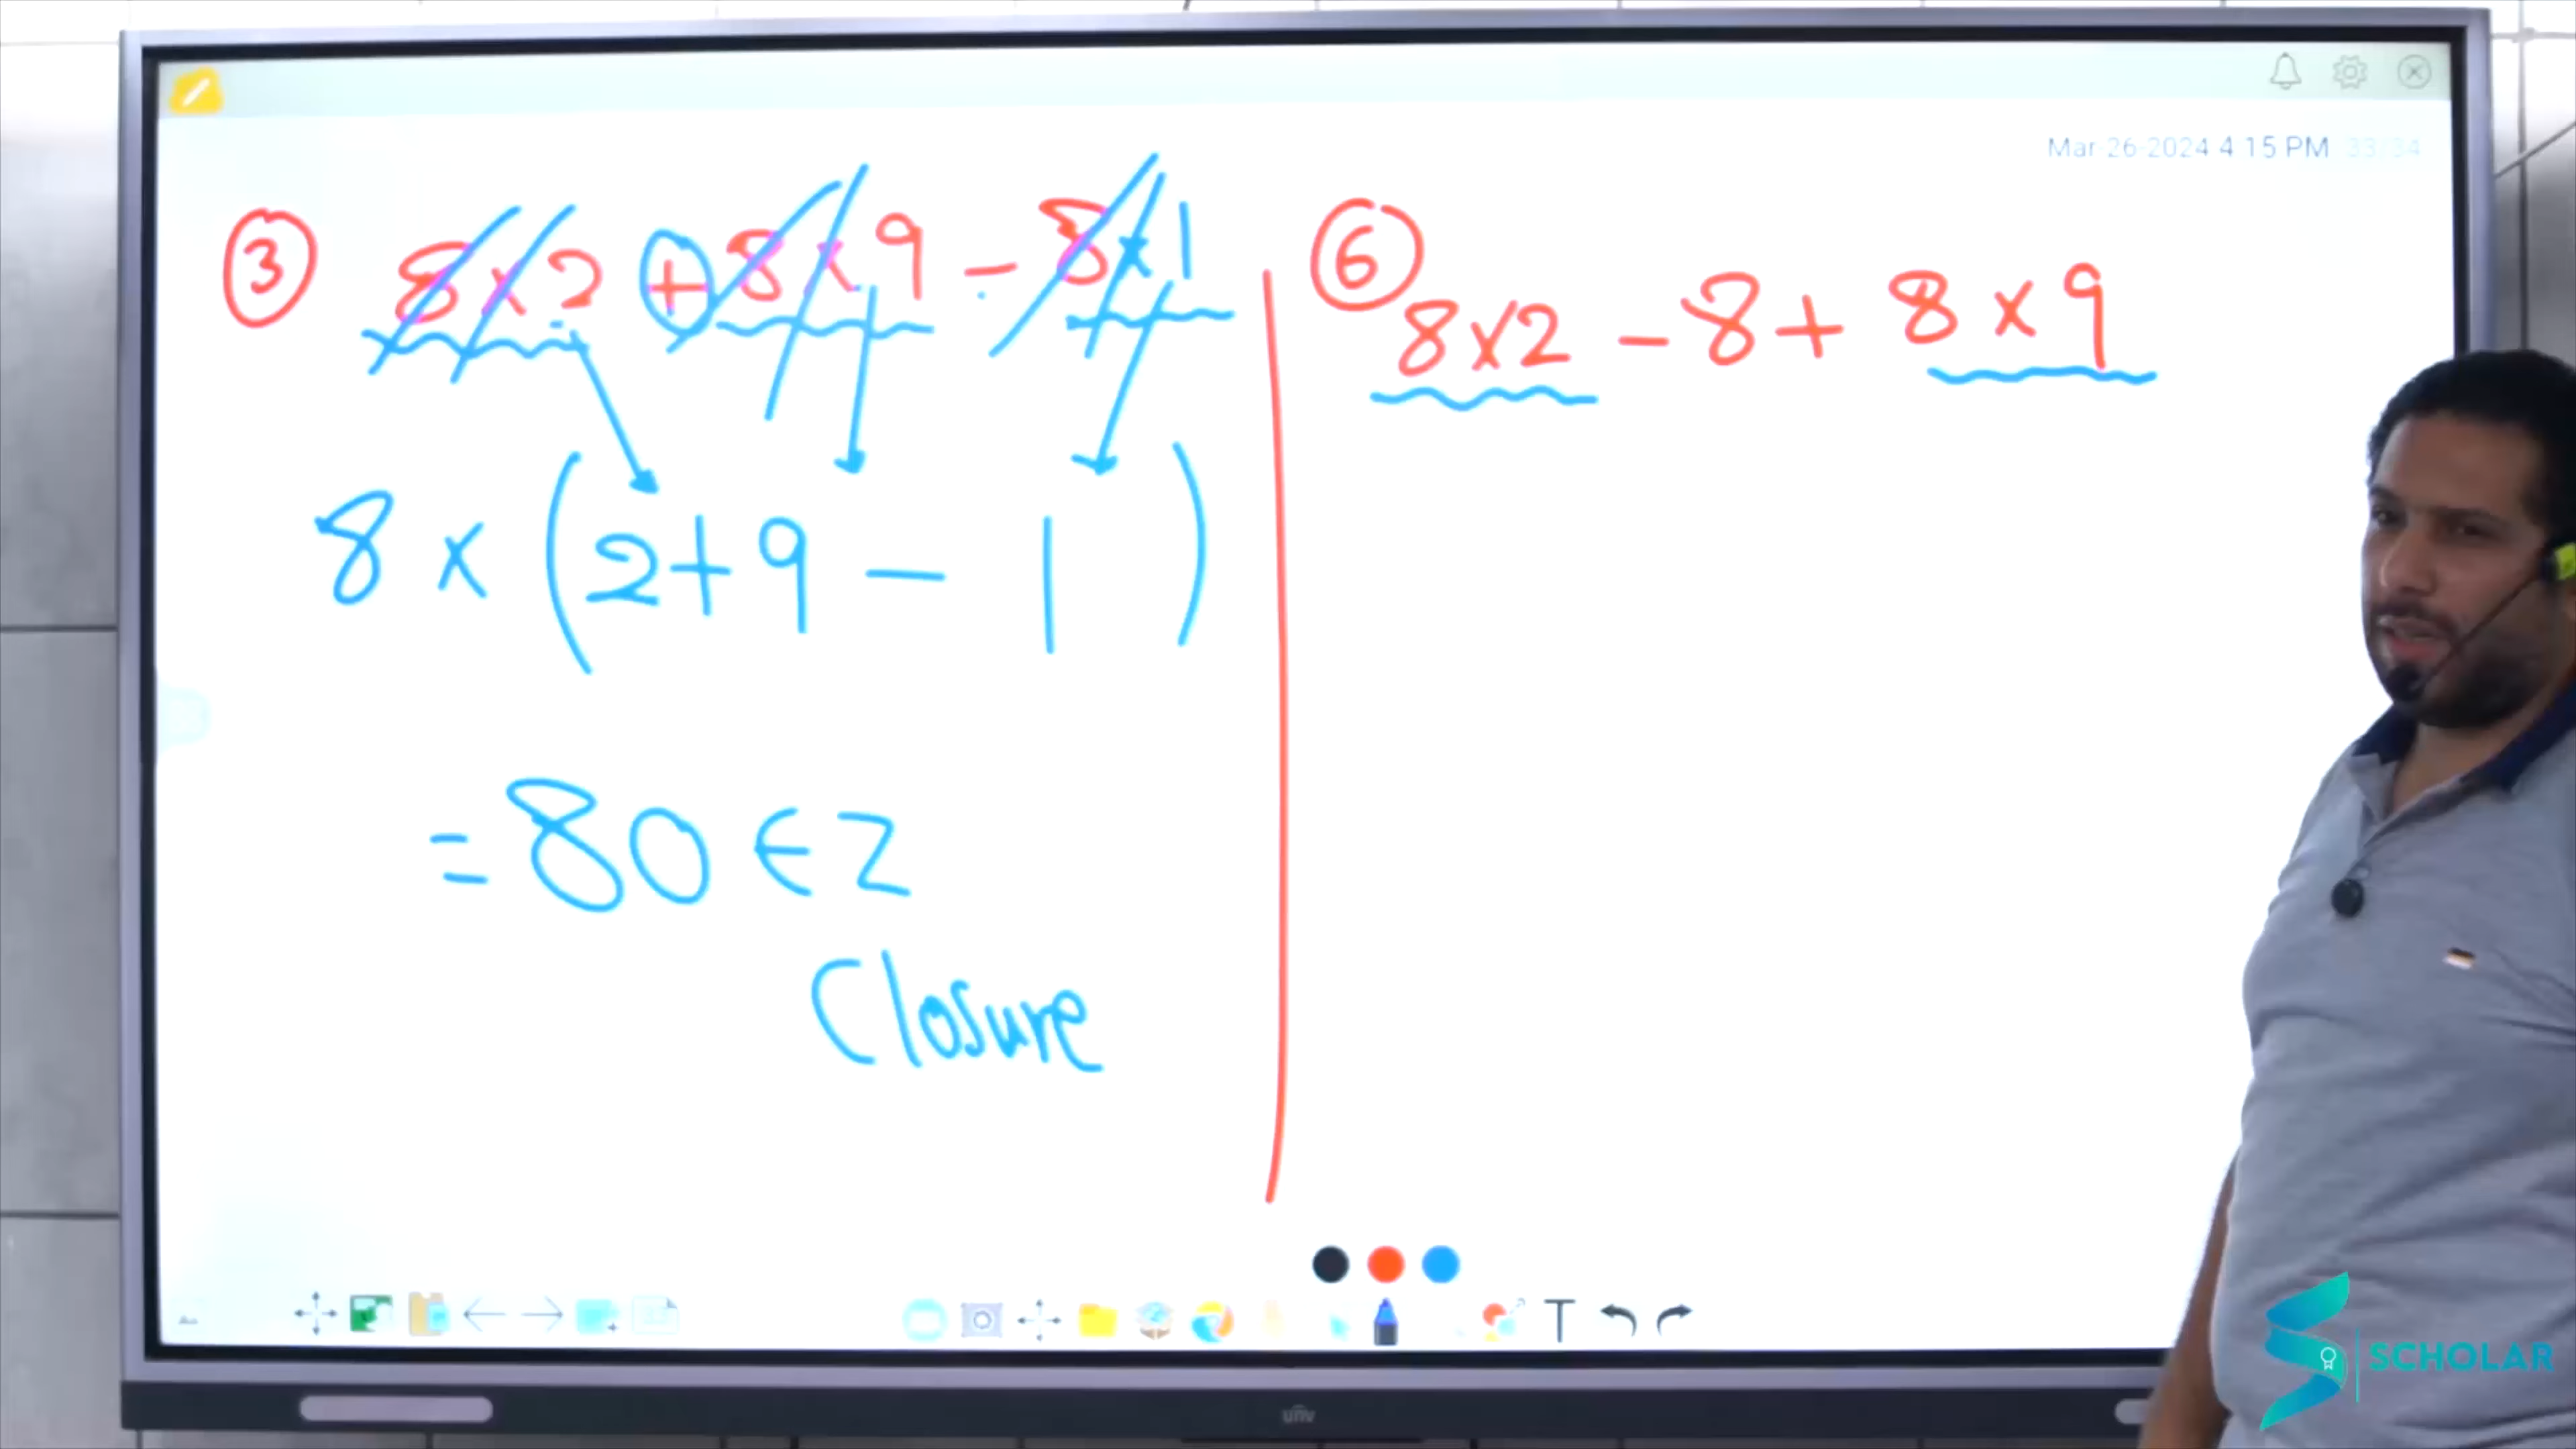 Mar-26-2024 4:15 PM
③ 8×2 + 8×9 - 8×1
8 × (2+9 - 1)
= 80 ∈ Z
Closure
⑥ 8×2 - 8 + 8 × 9
T
unv
SCHOLAR